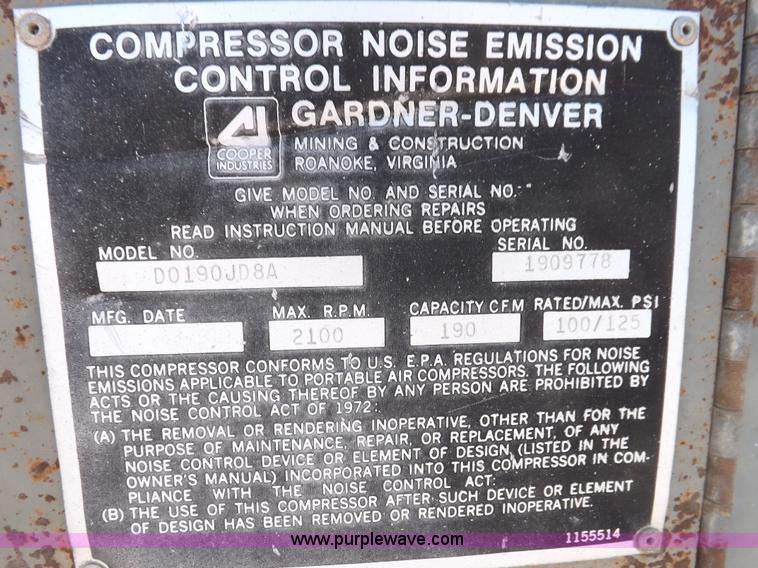 COMPRESSOR NOISE EMISSION
CONTROL INFORMATION
GARDNER-DENVER
COOPER
INDUSTRIES
MINING & CONSTRUCTION
ROANOKE, VIRGINIA
GIVE MODEL NO. AND SERIAL NO.
WHEN ORDERING REPAIRS
READ INSTRUCTION MANUAL BEFORE OPERATING
MODEL NO. SERIAL NO.
D0190JD8A 1909778
MFG. DATE MAX. R.P.M. CAPACITY C.F.M. RATED/MAX. PSI
2100 190 100/125
THIS COMPRESSOR CONFORMS TO U.S. E.P.A. REGULATIONS FOR NOISE
EMISSIONS APPLICABLE TO PORTABLE AIR COMPRESSORS. THE FOLLOWING
ACTS OR THE CAUSING THEREOF BY ANY PERSON ARE PROHIBITED BY
THE NOISE CONTROL ACT OF 1972:
(A) THE REMOVAL OR RENDERING INOPERATIVE, OTHER THAN FOR THE
PURPOSE OF MAINTENANCE, REPAIR, OR REPLACEMENT, OF ANY
NOISE CONTROL DEVICE OR ELEMENT OF DESIGN, (LISTED IN THE
OWNER'S MANUAL) INCORPORATED INTO THIS COMPRESSOR IN COM-
PLIANCE WITH THE NOISE CONTROL ACT:
(B) THE USE OF THIS COMPRESSOR AFTER SUCH DEVICE OR ELEMENT
OF DESIGN HAS BEEN REMOVED OR RENDERED INOPERATIVE.
1155514
www.purplewave.com